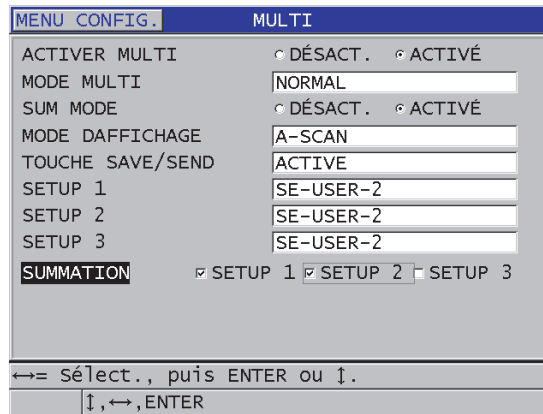 MENU CONFIG. MULTI
ACTIVER MULTI DÉSACT. ACTIVÉ
MODE MULTI NORMAL
SUM MODE DÉSACT. ACTIVÉ
MODE DAFFICHAGE A-SCAN
TOUCHE SAVE/SEND ACTIVE
SETUP 1 SE-USER-2
SETUP 2 SE-USER-2
SETUP 3 SE-USER-2
SUMMATION SETUP 1 SETUP 2 SETUP 3
↔= Sélect., puis ENTER ou ↕.
↕,↔,ENTER